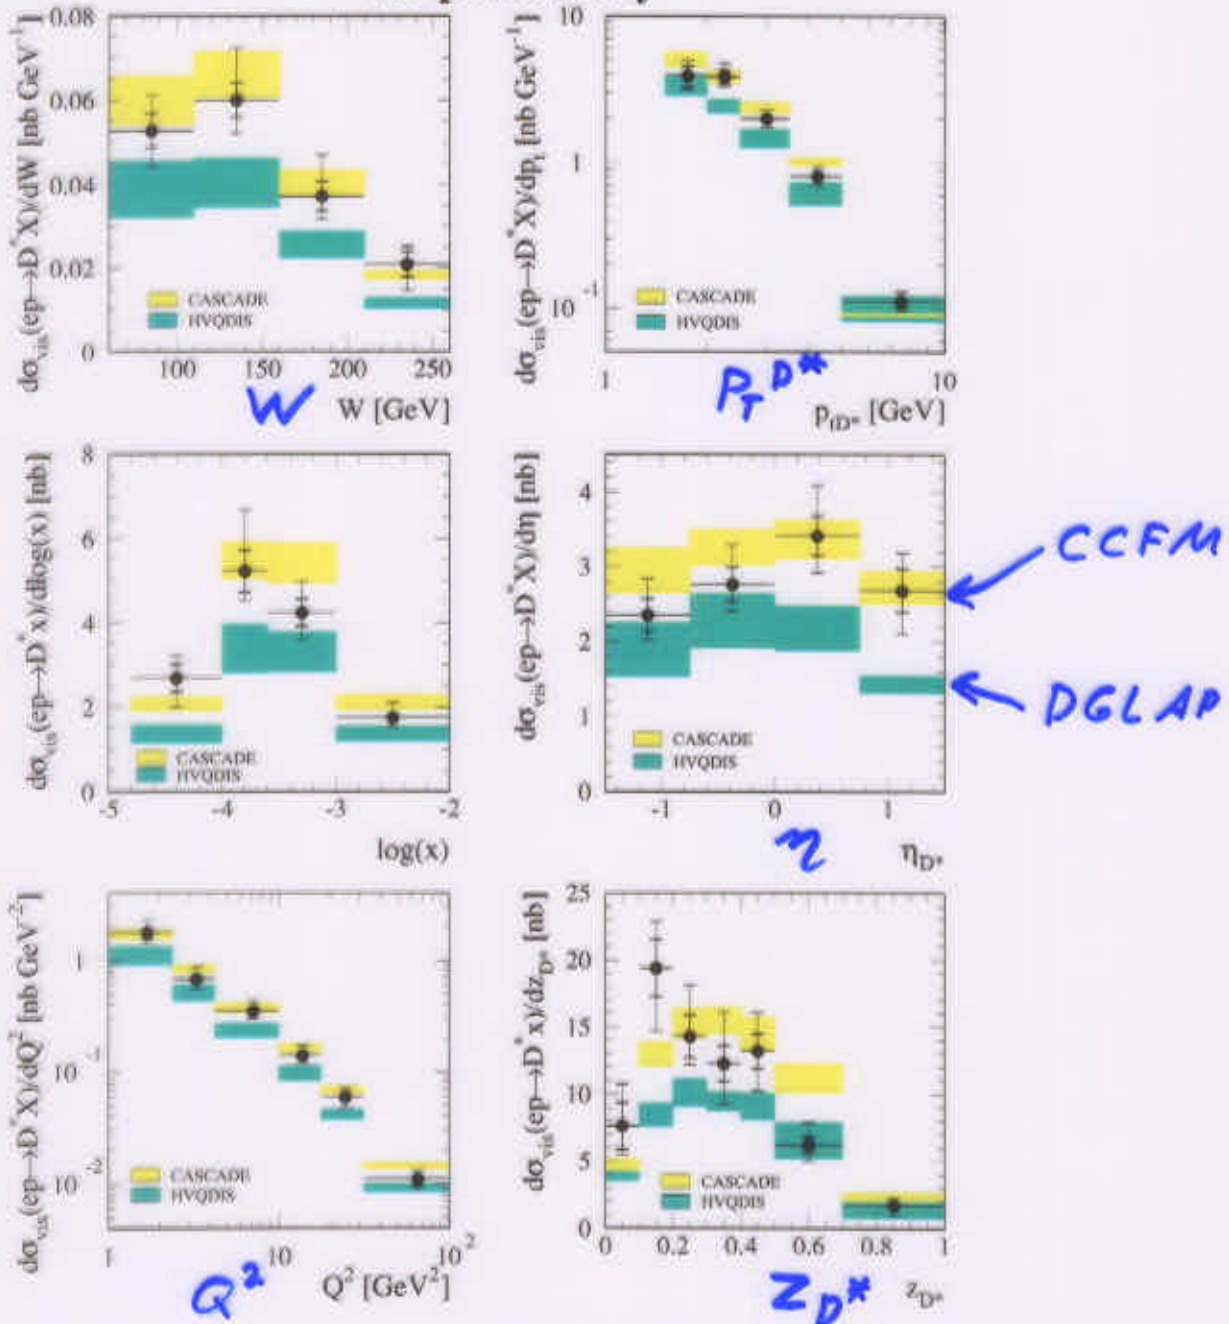 dσvis(ep→D*X)/dW [nb GeV-1]
0.08
0.06
0.04
0.02
0
CASCADE
HVQDIS
100 150 200 250
W [GeV]
W
dσvis(ep→D*X)/dpt [nb GeV-1]
10
1
10-1
CASCADE
HVQDIS
1 10
PT D*
ptD* [GeV]
dσvis(ep→D*x)/dlog(x) [nb]
8
6
4
2
0
CASCADE
HVQDIS
-5 -4 -3 -2
log(x)
dσvis(ep→D*X)/dη [nb]
4
3
2
1
0
CASCADE
HVQDIS
-1 0 1
η
ηD*
CCFM
DGLAP
dσvis(ep→D*X)/dQ2 [nb GeV-2]
1
10-1
10-2
CASCADE
HVQDIS
1 10 102
Q2 [GeV2]
Q2
dσvis(ep→D*x)/dzD* [nb]
25
20
15
10
5
0
CASCADE
HVQDIS
0 0.2 0.4 0.6 0.8 1
ZD*
zD*